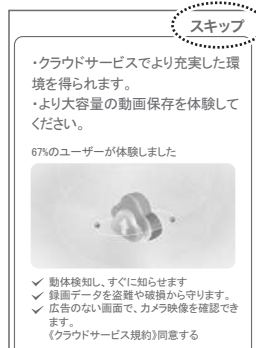 スキップ
・クラウドサービスでより充実した環
境を得られます。
・より大容量の動画保存を体験して
ください。
67%のユーザーが体験しました
動体検知し、すぐに知らせます
録画データを盗難や破損から守ります。
広告のない画面で、カメラ映像を確認でき
ます。
《クラウドサービス規約》同意する